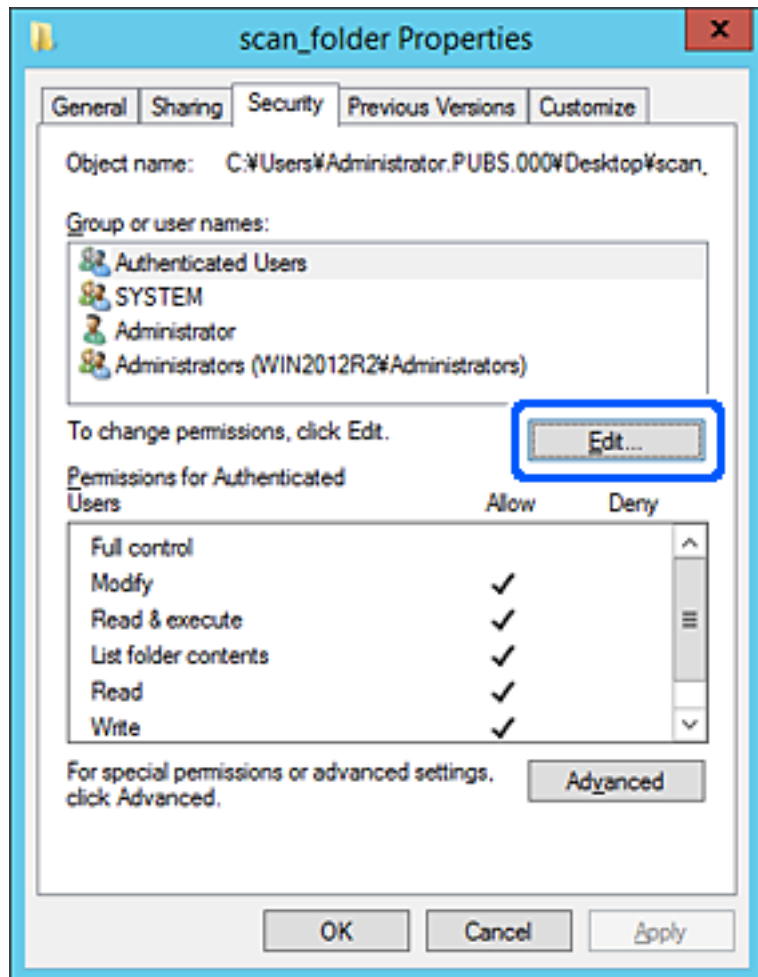 scan_folder Properties
x
General Sharing Security Previous Versions Customize
Object name: C:¥Users¥Administrator.PUBS.000¥Desktop¥scan_
Group or user names:
Authenticated Users
SYSTEM
Administrator
Administrators (WIN2012R2¥Administrators)
To change permissions, click Edit.
Edit...
Permissions for Authenticated
Users Allow Deny
Full control
Modify
Read & execute
List folder contents
Read
Write
For special permissions or advanced settings,
click Advanced.
Advanced
OK Cancel Apply